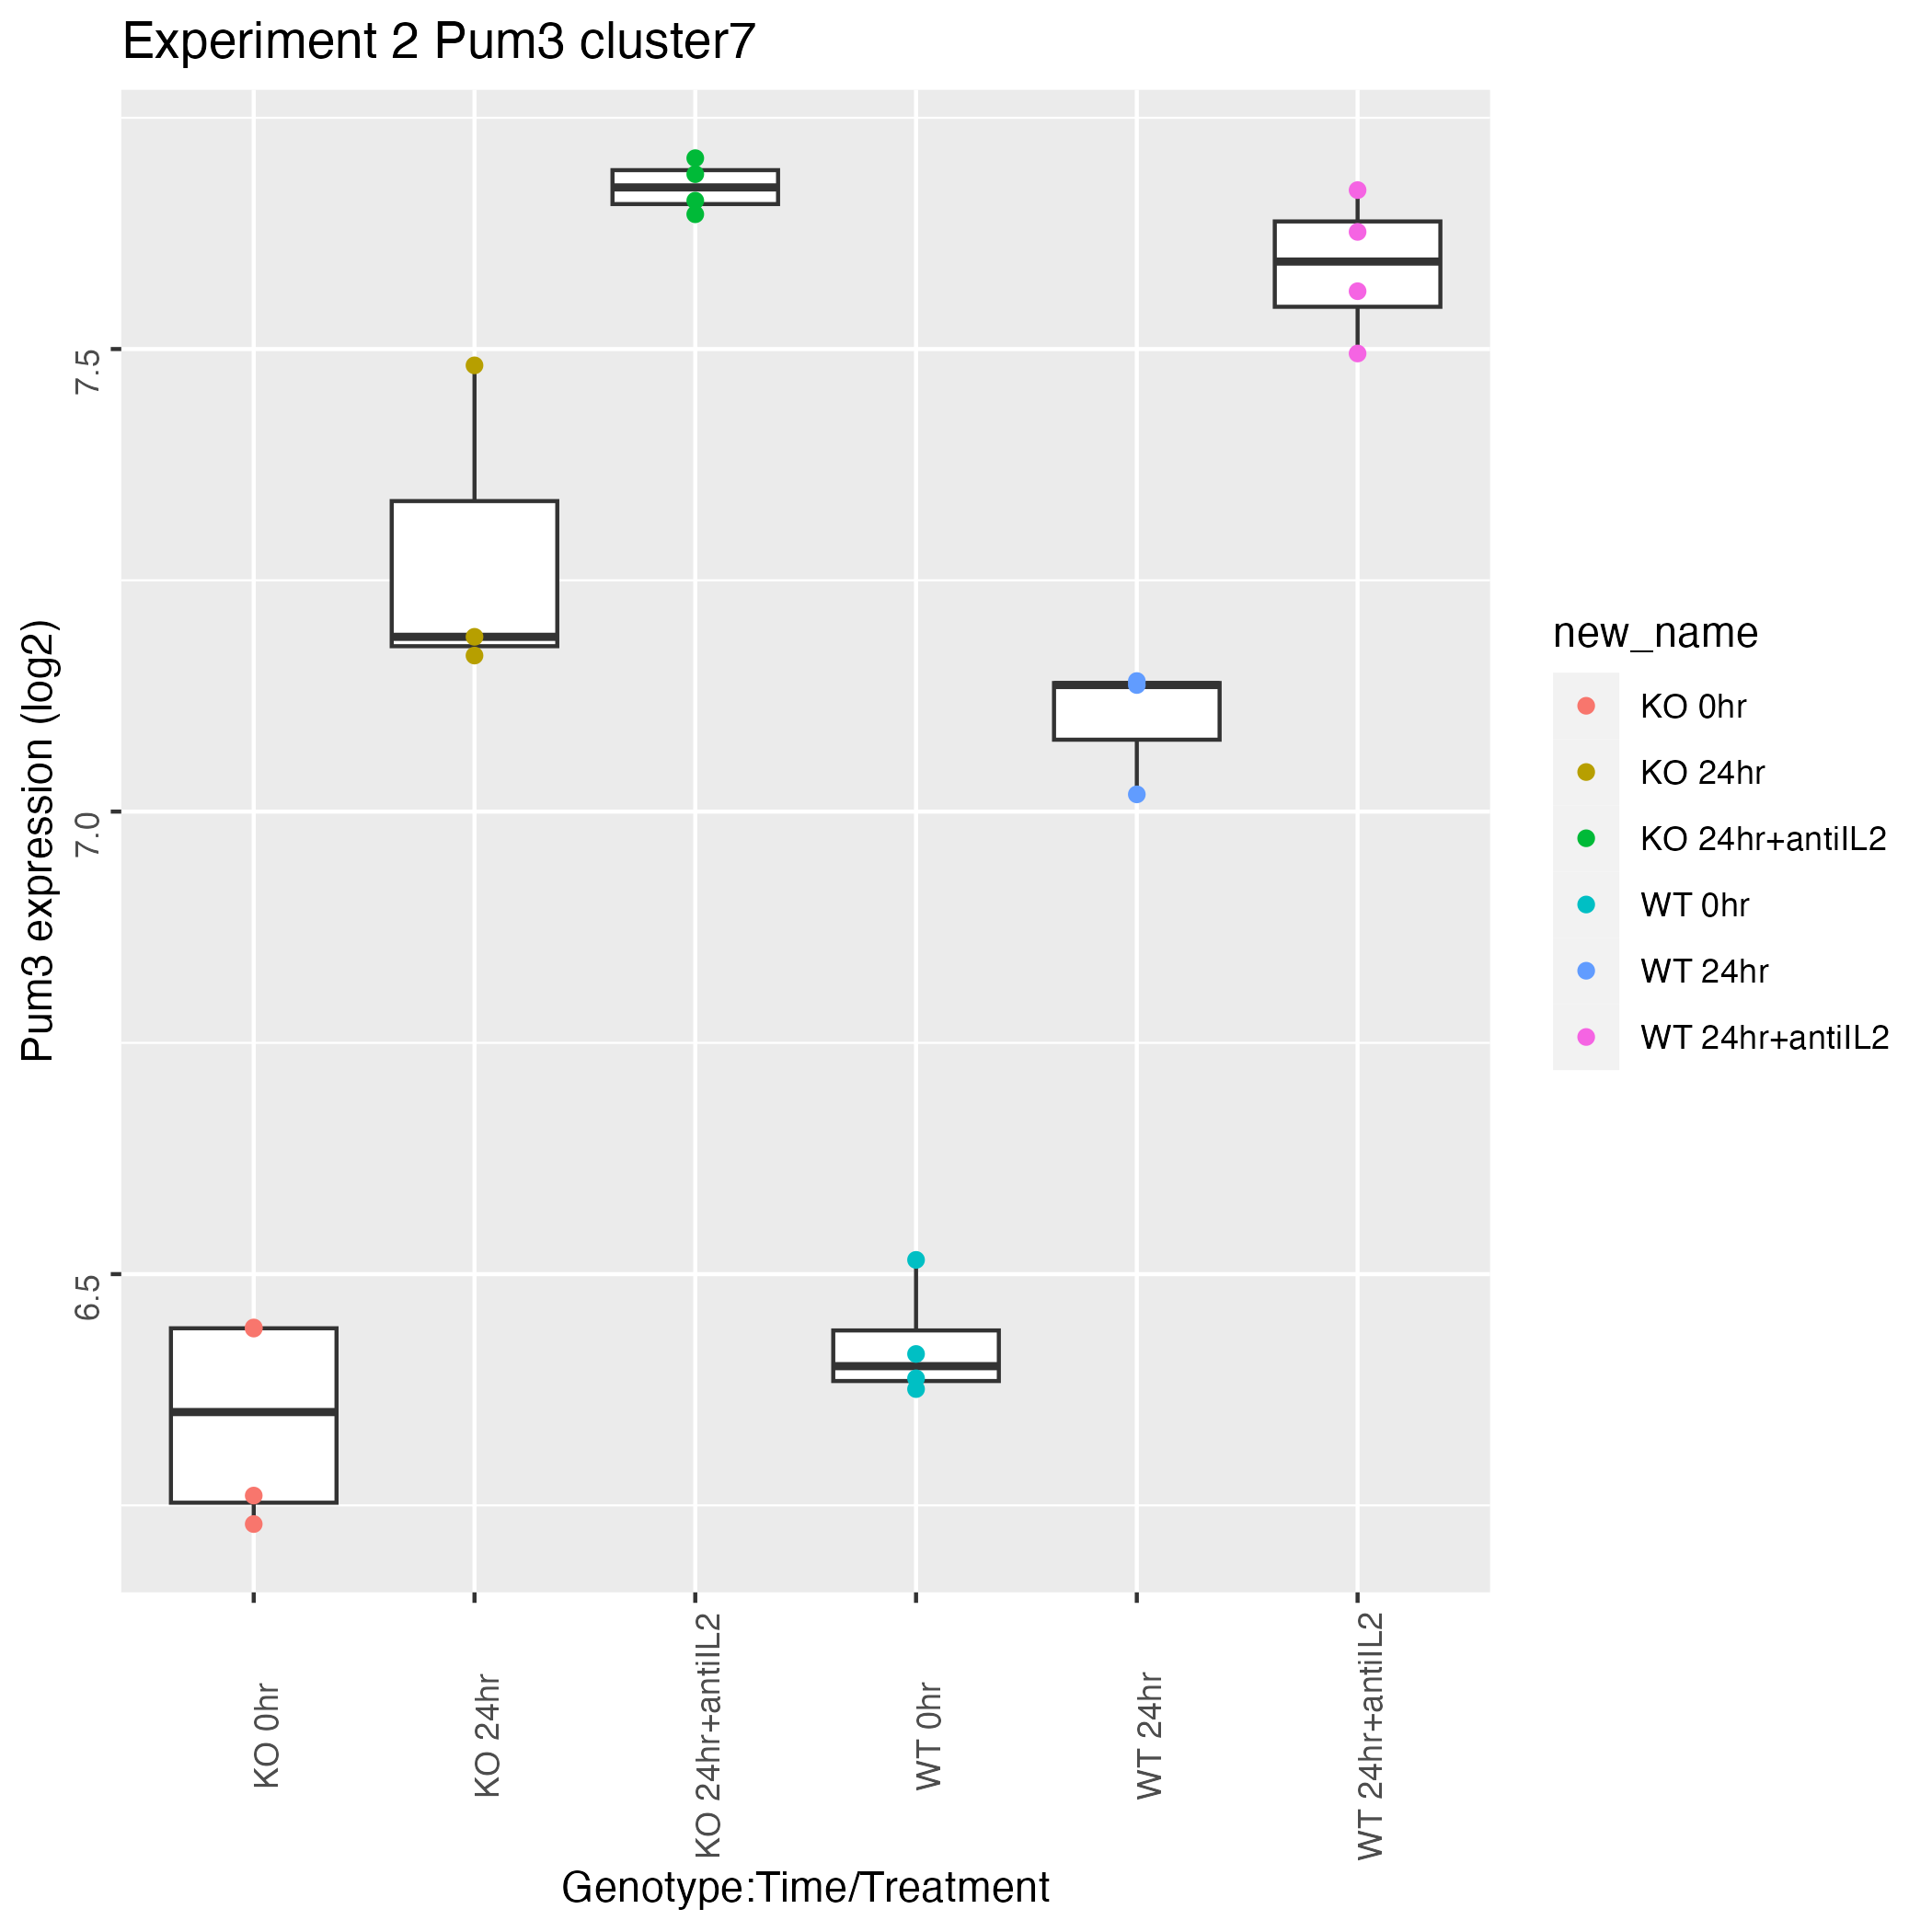 Experiment 2 Pum3 cluster7
Pum3 expression (log2)
7.5
7.0
6.5
KO 0hr
KO 24hr
KO 24hr+antiIL2
WT 0hr
WT 24hr
WT 24hr+antiIL2
Genotype:Time/Treatment
new_name
KO 0hr
KO 24hr
KO 24hr+antiIL2
WT 0hr
WT 24hr
WT 24hr+antiIL2